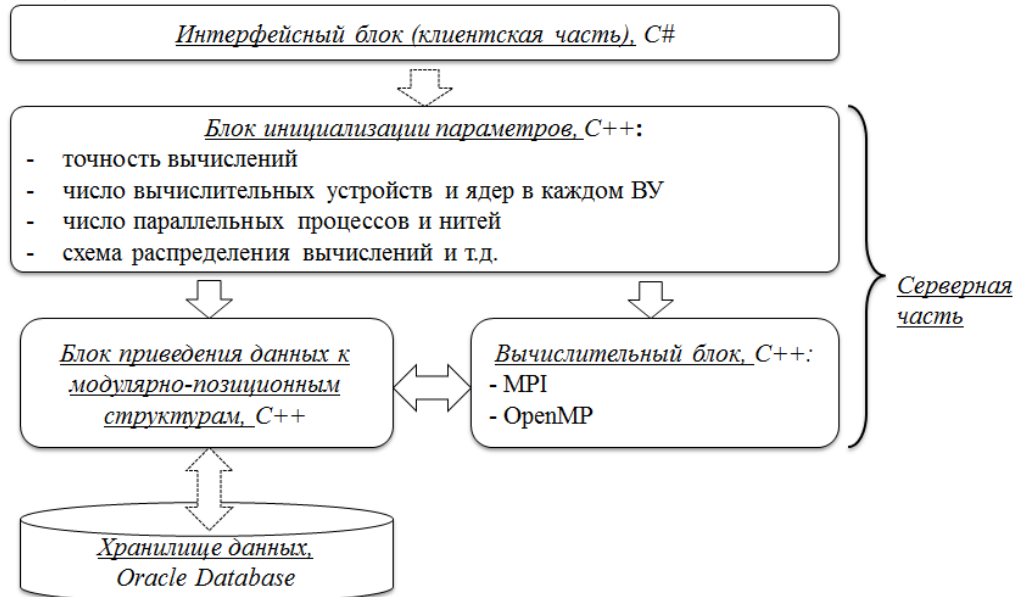 Интерфейсный блок (клиентская часть), C#
Блок инициализации параметров, C++:
- точность вычислений
- число вычислительных устройств и ядер в каждом ВУ
- число параллельных процессов и нитей
- схема распределения вычислений и т.д.
Серверная
часть
Блок приведения данных к
модулярно-позиционным
структурам, C++
Вычислительный блок, C++:
- MPI
- OpenMP
Хранилище данных,
Oracle Database